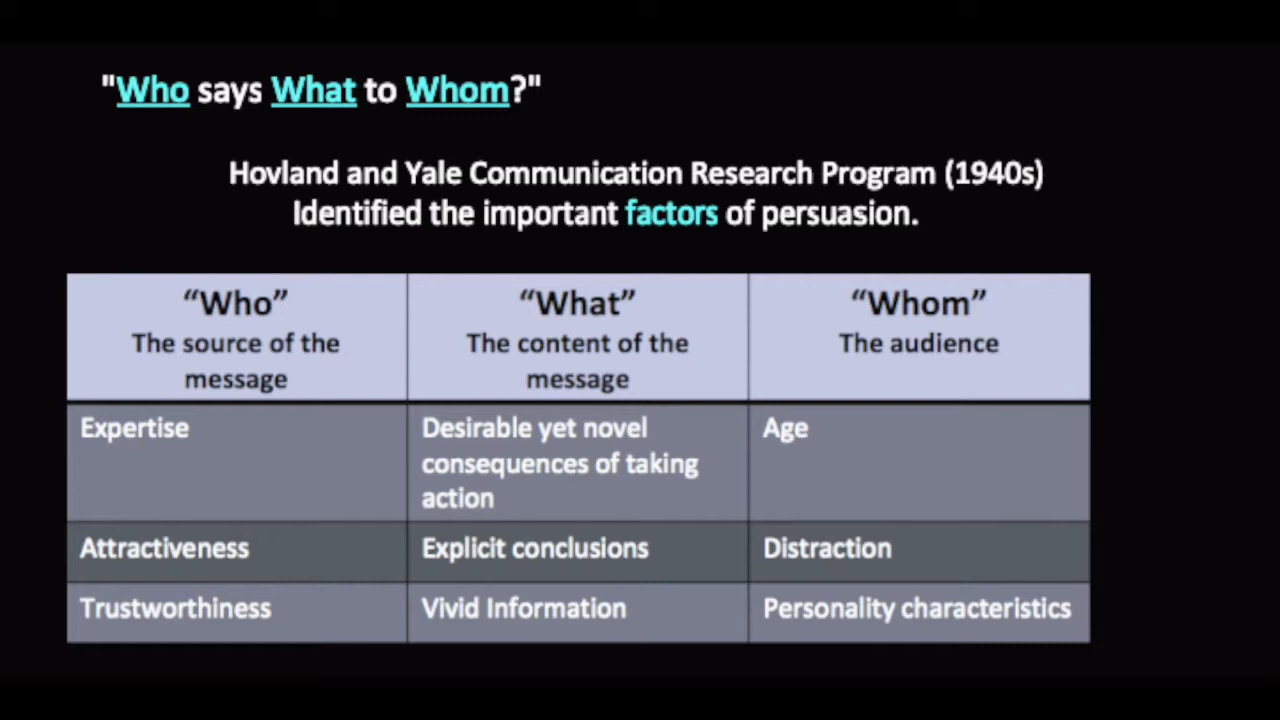 "Who says What to Whom?"
Hovland and Yale Communication Research Program (1940s)
Identified the important factors of persuasion.
“Who”
The source of the
message
“What”
The content of the
message
“Whom”
The audience
Expertise
Desirable yet novel
consequences of taking
action
Age
Attractiveness
Explicit conclusions
Distraction
Trustworthiness
Vivid Information
Personality characteristics